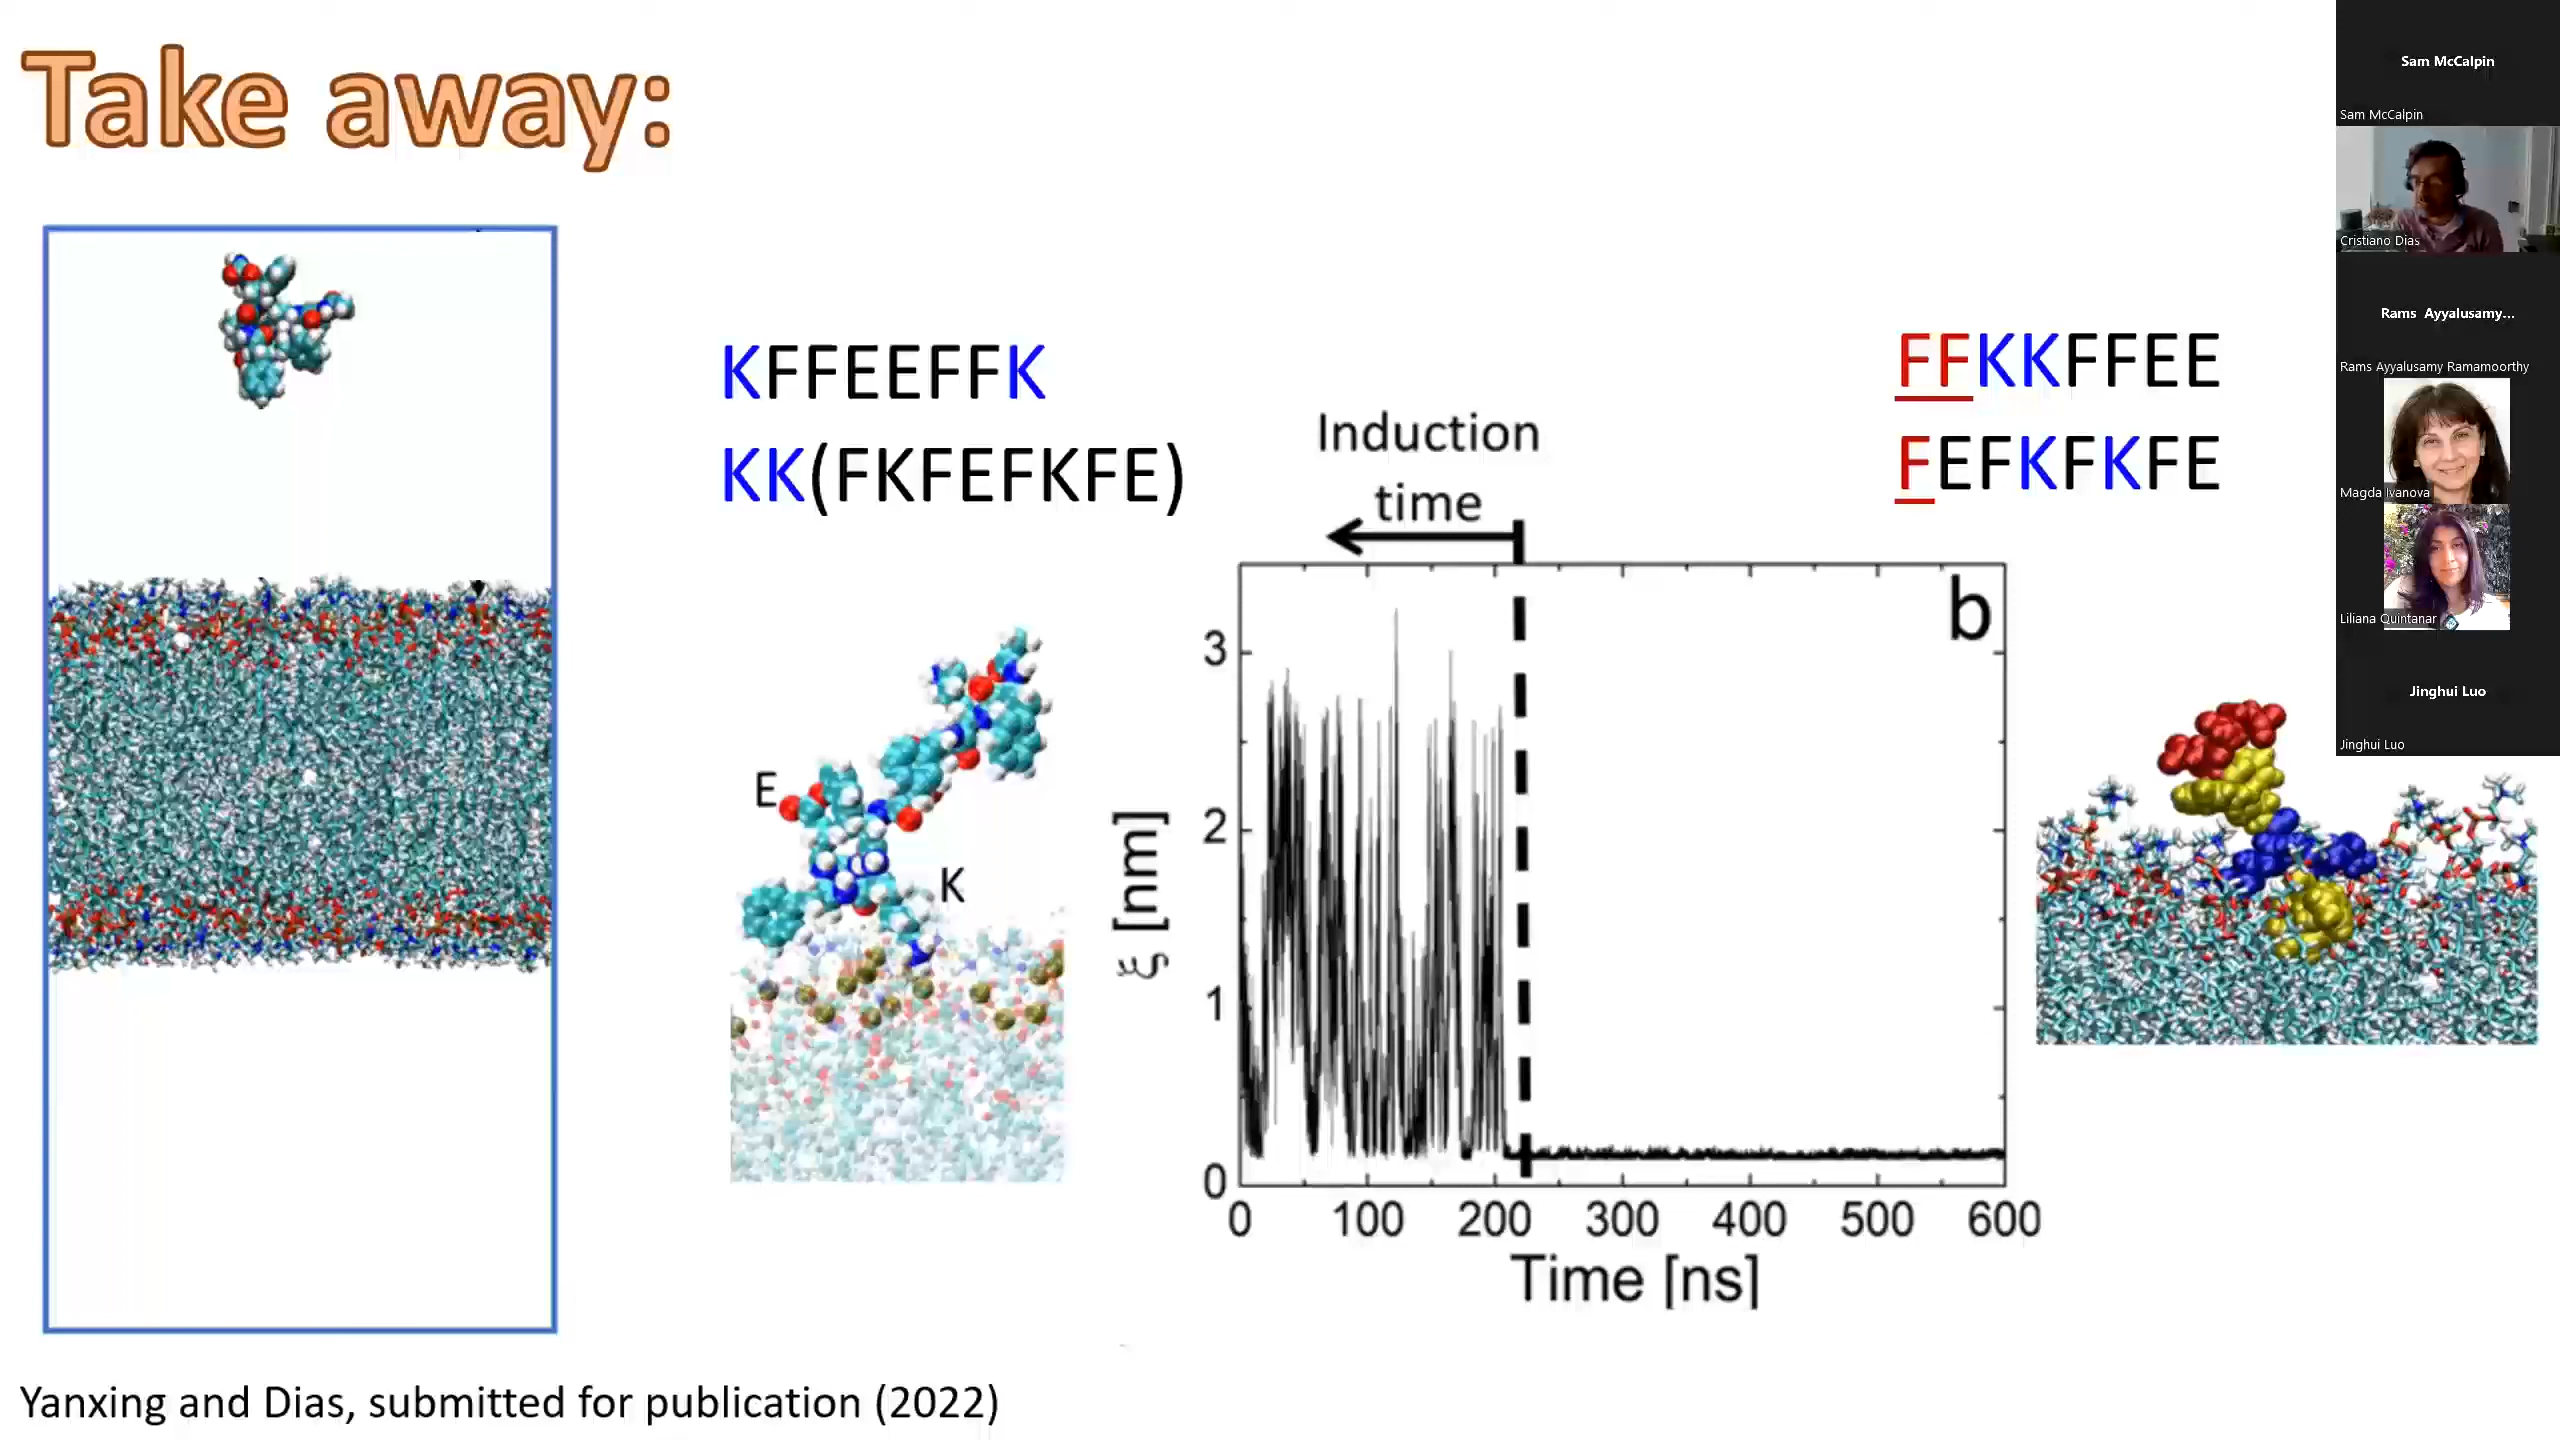 Take away:
KFFEEFFK
KK(FKFEFKFE)
E
K
Induction
time
b
ξ [nm]
3
2
1
0
0 100 200 300 400 500 600
Time [ns]
FFKKFFEE
FEFKFKFE
Yanxing and Dias, submitted for publication (2022)
Sam McCalpin
Sam McCalpin
Cristiano Dias
Rams Ayyalusamy...
Rams Ayyalusamy Ramamoorthy
Magda Ivanova
Liliana Quintanar
Jinghui Luo
Jinghui Luo